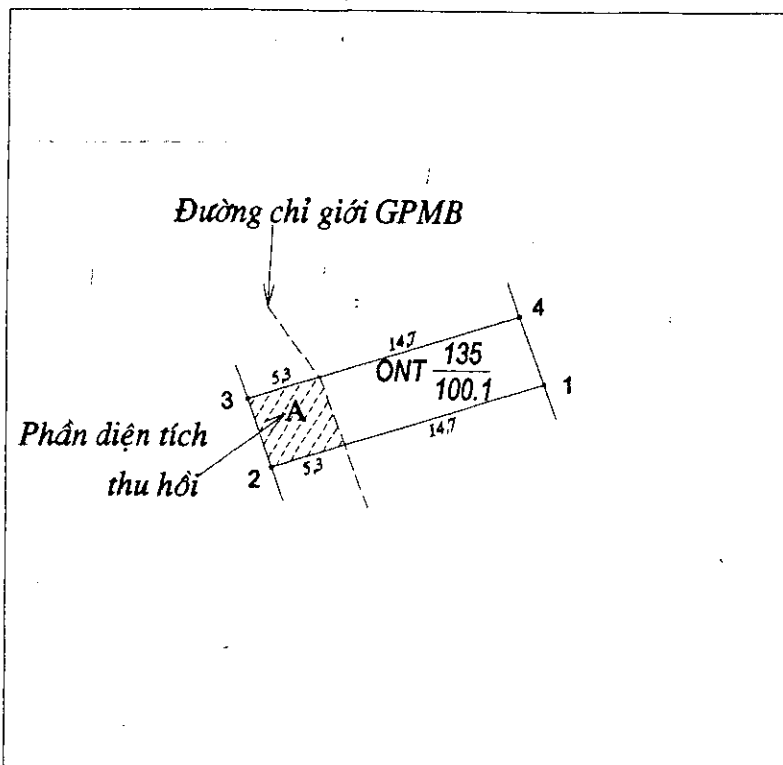 Đường chỉ giới GPMB
4
14,7
ONT 135/100.1
1
5,3
3
A
14,7
Phần diện tích
thu hồi
2
5,3